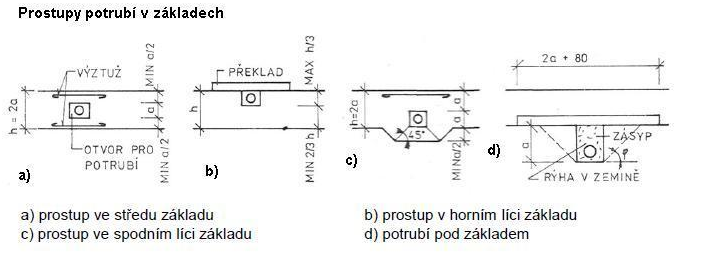 Prostupy potrubí v základech
VÝZTUŽ
h = 2a
MIN a/2
a
MIN a/2
OTVOR PRO
POTRUBÍ
a)
PŘEKLAD
h
MAX h/3
MIN 2/3 h
b)
h=2a
45°
a
a
MINa/2
c)
2a + 80
a
ZÁSYP
φ
RÝHA V ZEMINĚ
d)
a) prostup ve středu základu
b) prostup v horním líci základu
c) prostup ve spodním líci základu
d) potrubí pod základem